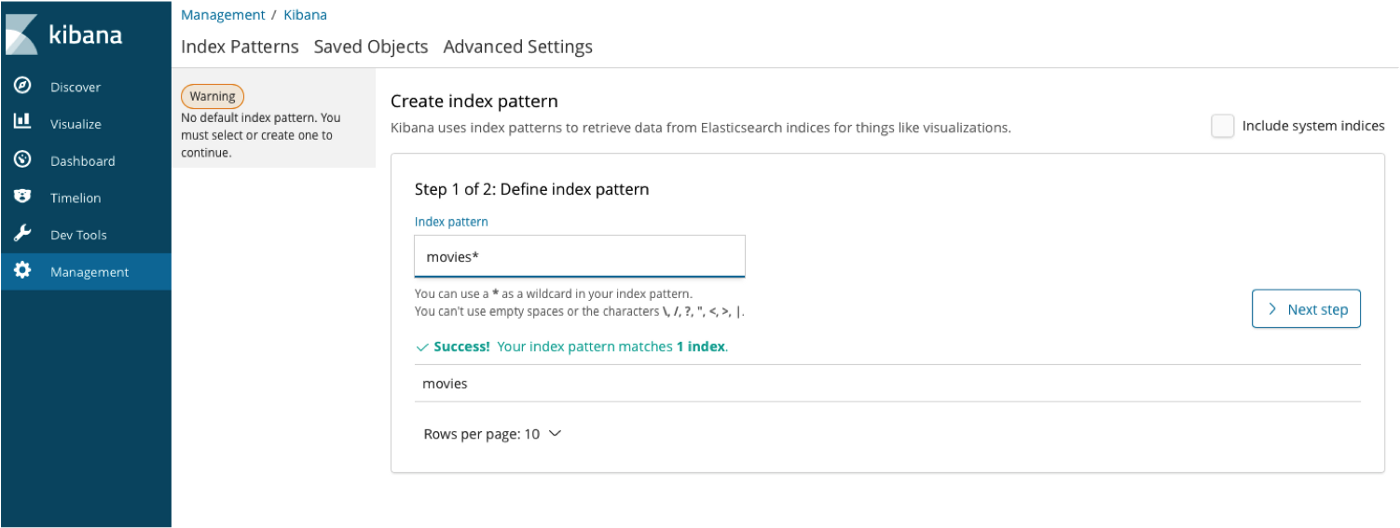 kibana
Discover
Visualize
Dashboard
Timelion
Dev Tools
Management
Management / Kibana
Index Patterns Saved Objects Advanced Settings
Warning
No default index pattern. You
must select or create one to
continue.
Create index pattern
Kibana uses index patterns to retrieve data from Elasticsearch indices for things like visualizations.
Include system indices
Step 1 of 2: Define index pattern
Index pattern
movies*
You can use a * as a wildcard in your index pattern.
You can't use empty spaces or the characters \, /, ?, ", <, >, |.
Next step
Success! Your index pattern matches 1 index.
movies
Rows per page: 10